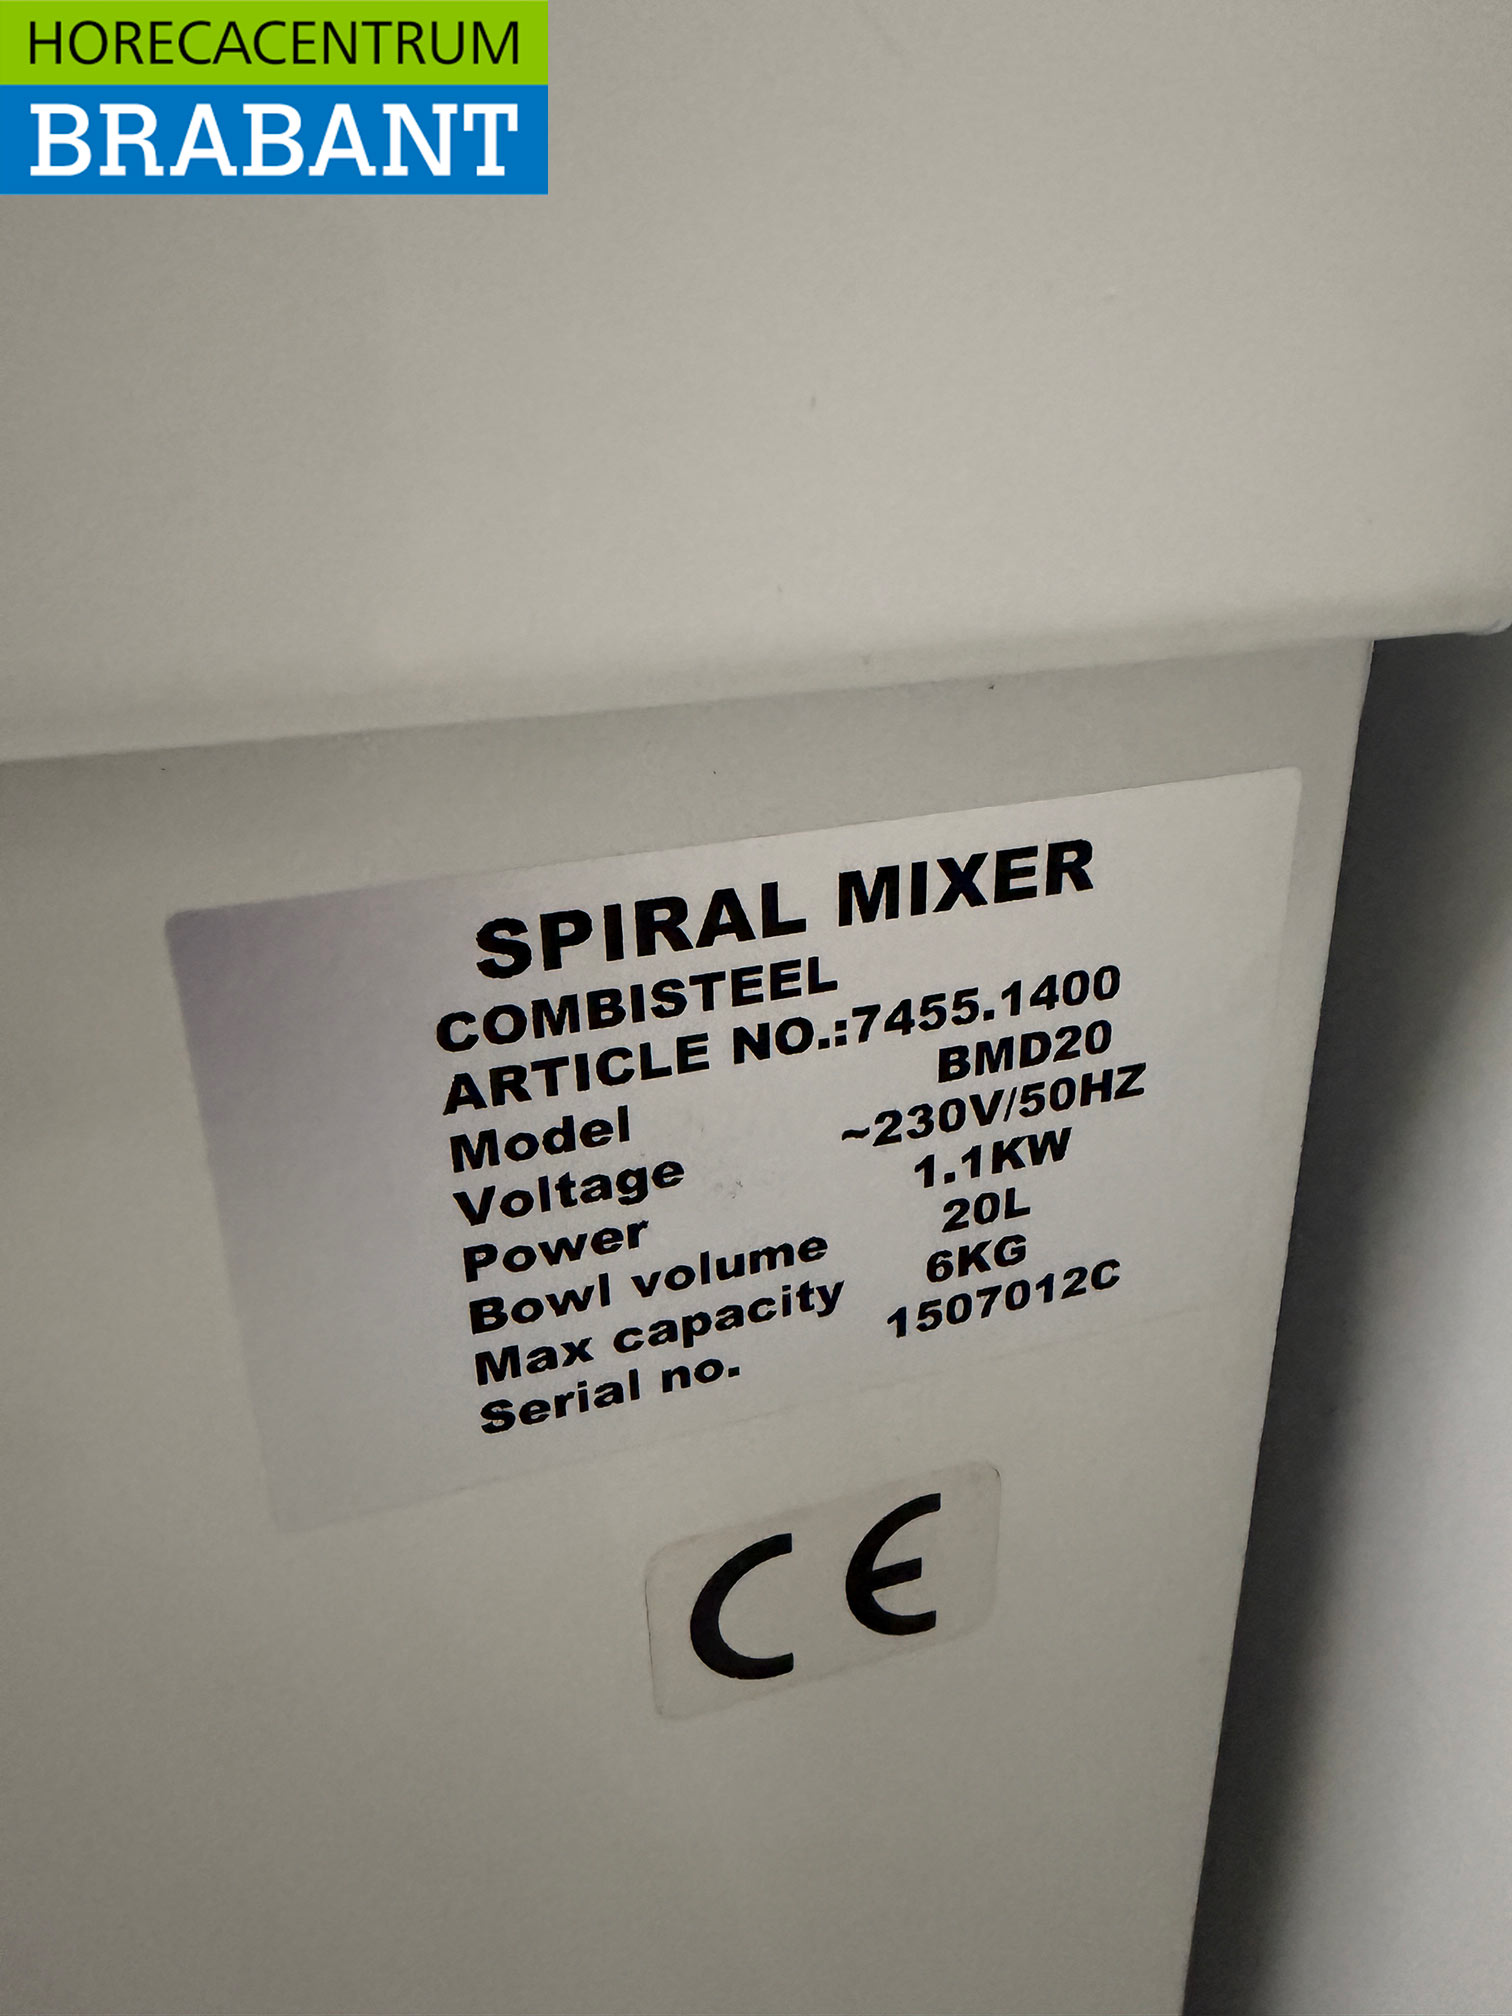 HORECACENTRUM
BRABANT
SPIRAL MIXER
COMBISTEEL
ARTICLE NO.:7455.1400
Model BMD20
Voltage ~230V/50HZ
Power 1.1KW
Bowl volume 20L
Max capacity 6KG
Serial no. 1507012C
CE